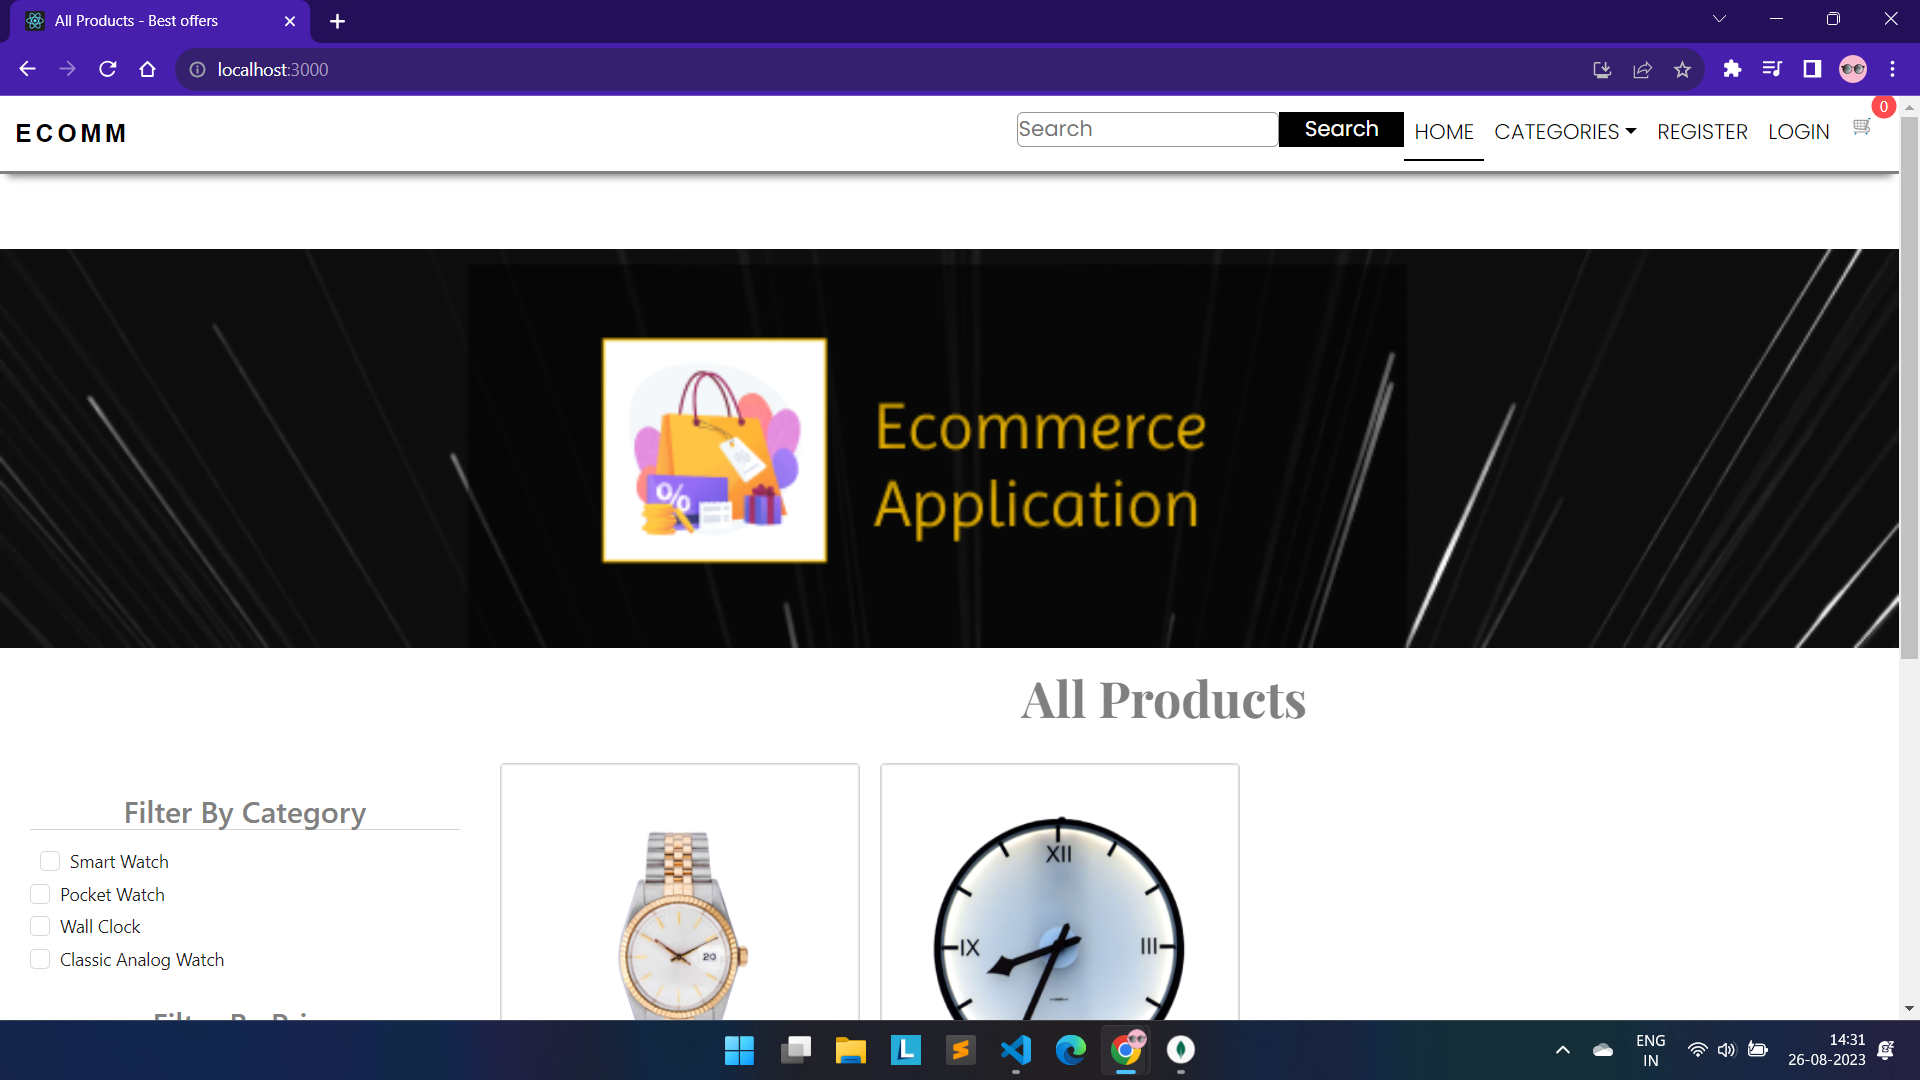 All Products - Best offers
localhost:3000
ECOMM
Search
Search
HOME
CATEGORIES
REGISTER
LOGIN
0
Ecommerce
Application
%
%
All Products
Filter By Category
Smart Watch
Pocket Watch
Wall Clock
Classic Analog Watch
20
XII
IX
III
L
ENG
IN
14:31
26-08-2023